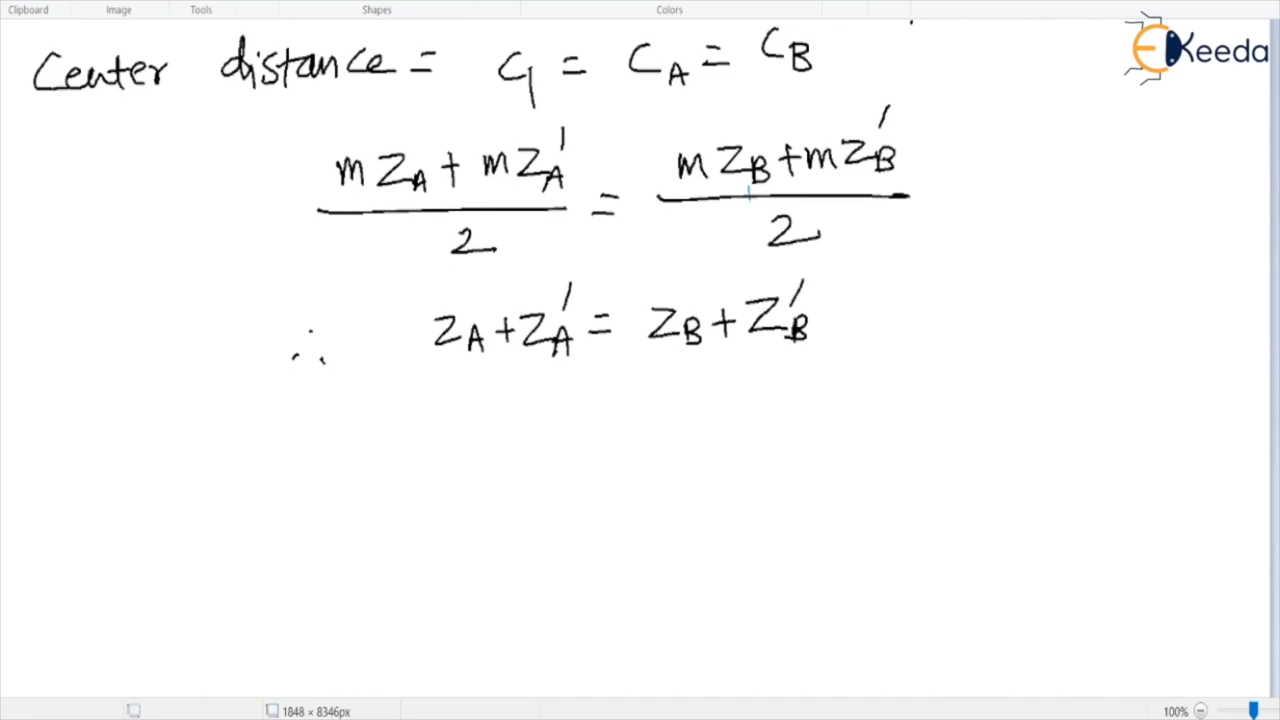 Clipboard Image Tools Shapes Colors
EKeeda
Center distance = C1 = CA = CB
mZA + mZA' / 2 = mZB + mZB' / 2
∴ ZA + ZA' = ZB + ZB'
1848 × 8346px 100%